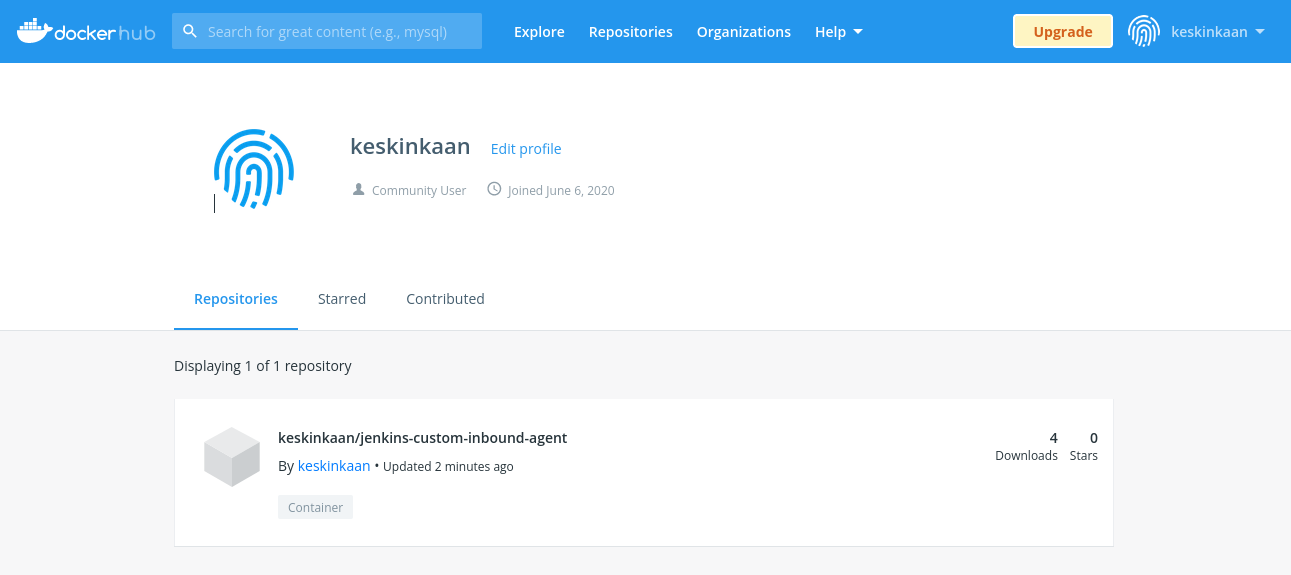 dockerhub Search for great content (e.g., mysql) Explore Repositories Organizations Help Upgrade keskinkaan
keskinkaan Edit profile
Community User Joined June 6, 2020
Repositories Starred Contributed
Displaying 1 of 1 repository
keskinkaan/jenkins-custom-inbound-agent 4 0
Downloads Stars
By keskinkaan • Updated 2 minutes ago
Container